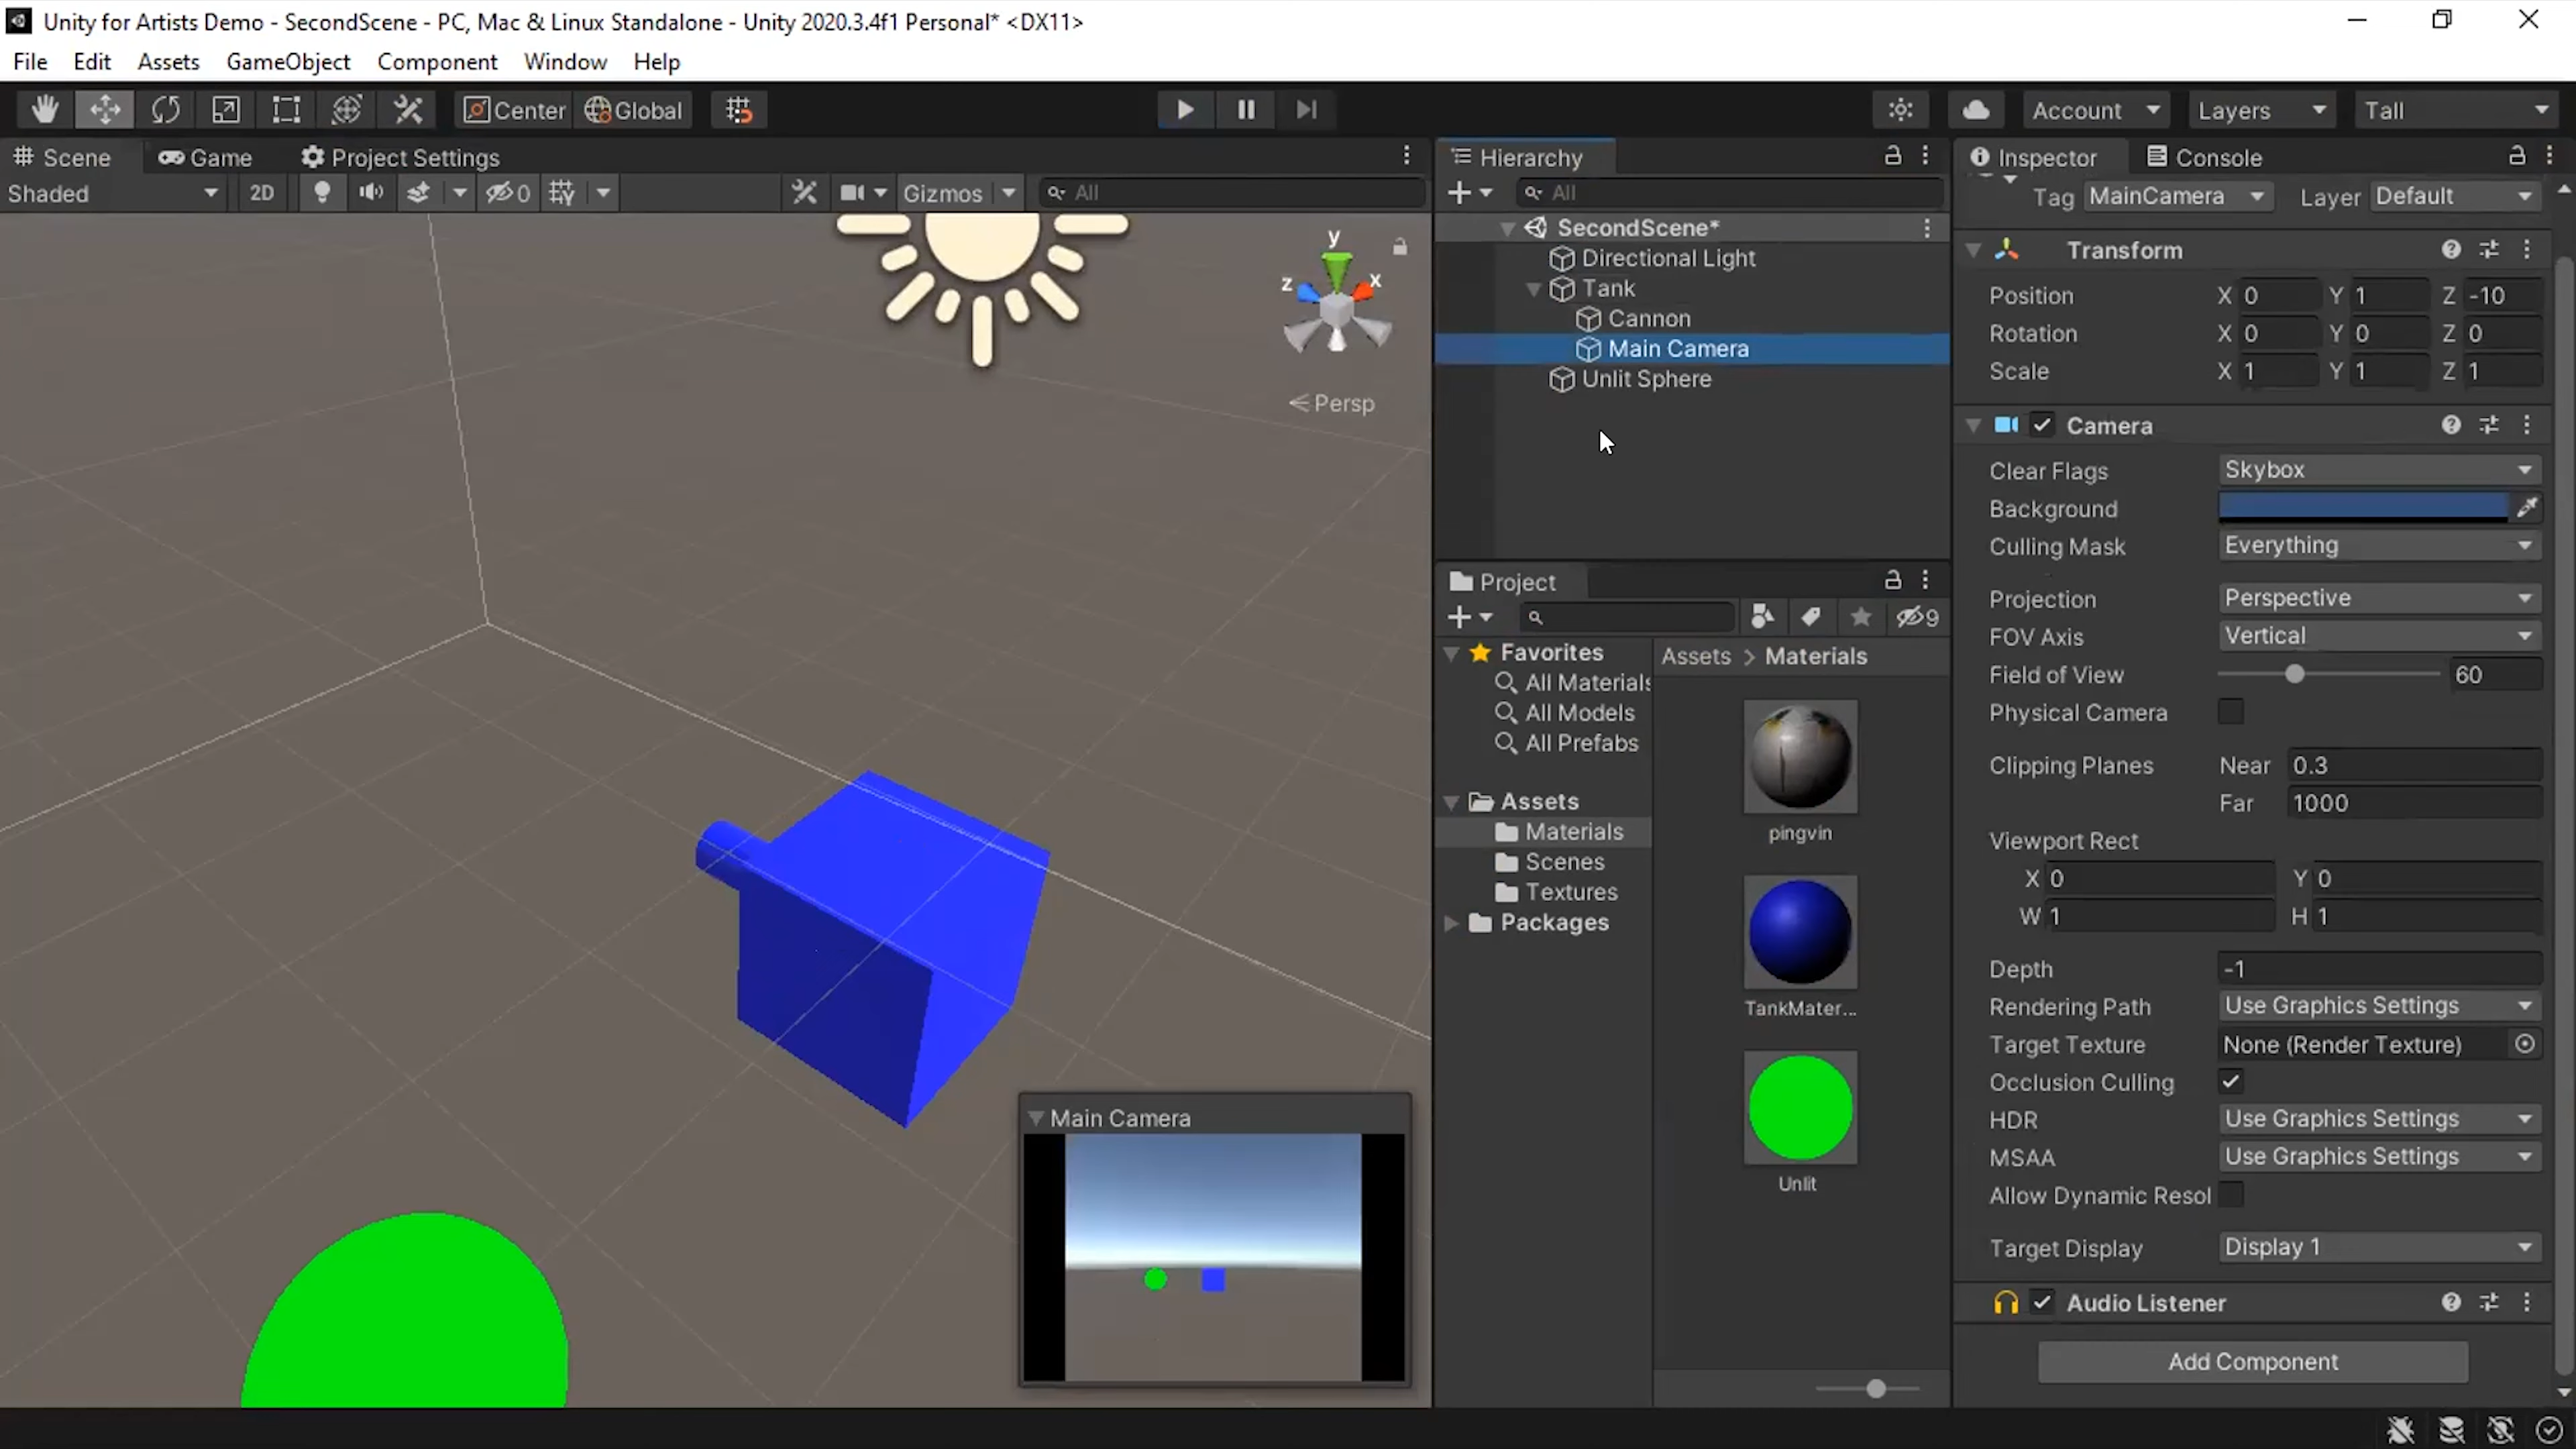 Unity for Artists Demo - SecondScene - PC, Mac & Linux Standalone - Unity 2020.3.4f1 Personal* <DX11>
File Edit Assets GameObject Component Window Help
Center Global Account Layers Tall
Scene Game Project Settings
Shaded 2D 0 Gizmos All
y
z x
Persp
Main Camera
Hierarchy
All
SecondScene*
Directional Light
Tank
Cannon
Main Camera
Unlit Sphere
Project
9
Favorites
All Materials
All Models
All Prefabs
Assets
Materials
Scenes
Textures
Packages
Assets > Materials
pingvin
TankMater...
Unlit
Inspector Console
Tag MainCamera Layer Default
Transform
Position X 0 Y 1 Z -10
Rotation X 0 Y 0 Z 0
Scale X 1 Y 1 Z 1
Camera
Clear Flags Skybox
Background
Culling Mask Everything
Projection Perspective
FOV Axis Vertical
Field of View 60
Physical Camera
Clipping Planes Near 0.3
Far 1000
Viewport Rect
X 0 Y 0
W 1 H 1
Depth -1
Rendering Path Use Graphics Settings
Target Texture None (Render Texture)
Occlusion Culling
HDR Use Graphics Settings
MSAA Use Graphics Settings
Allow Dynamic Resol
Target Display Display 1
Audio Listener
Add Component